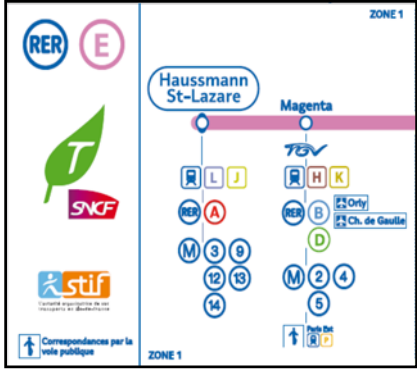 ZONE 1
RER E
Haussmann
St-Lazare
Magenta
TGV
L J
H K
RER A
RER B
Orly
Ch. de Gaulle
D
T
SNCF
M 3 9
12 13
14
M 2 4
5
stif
Correspondances par la
voie publique
Paris Est
P
ZONE 1